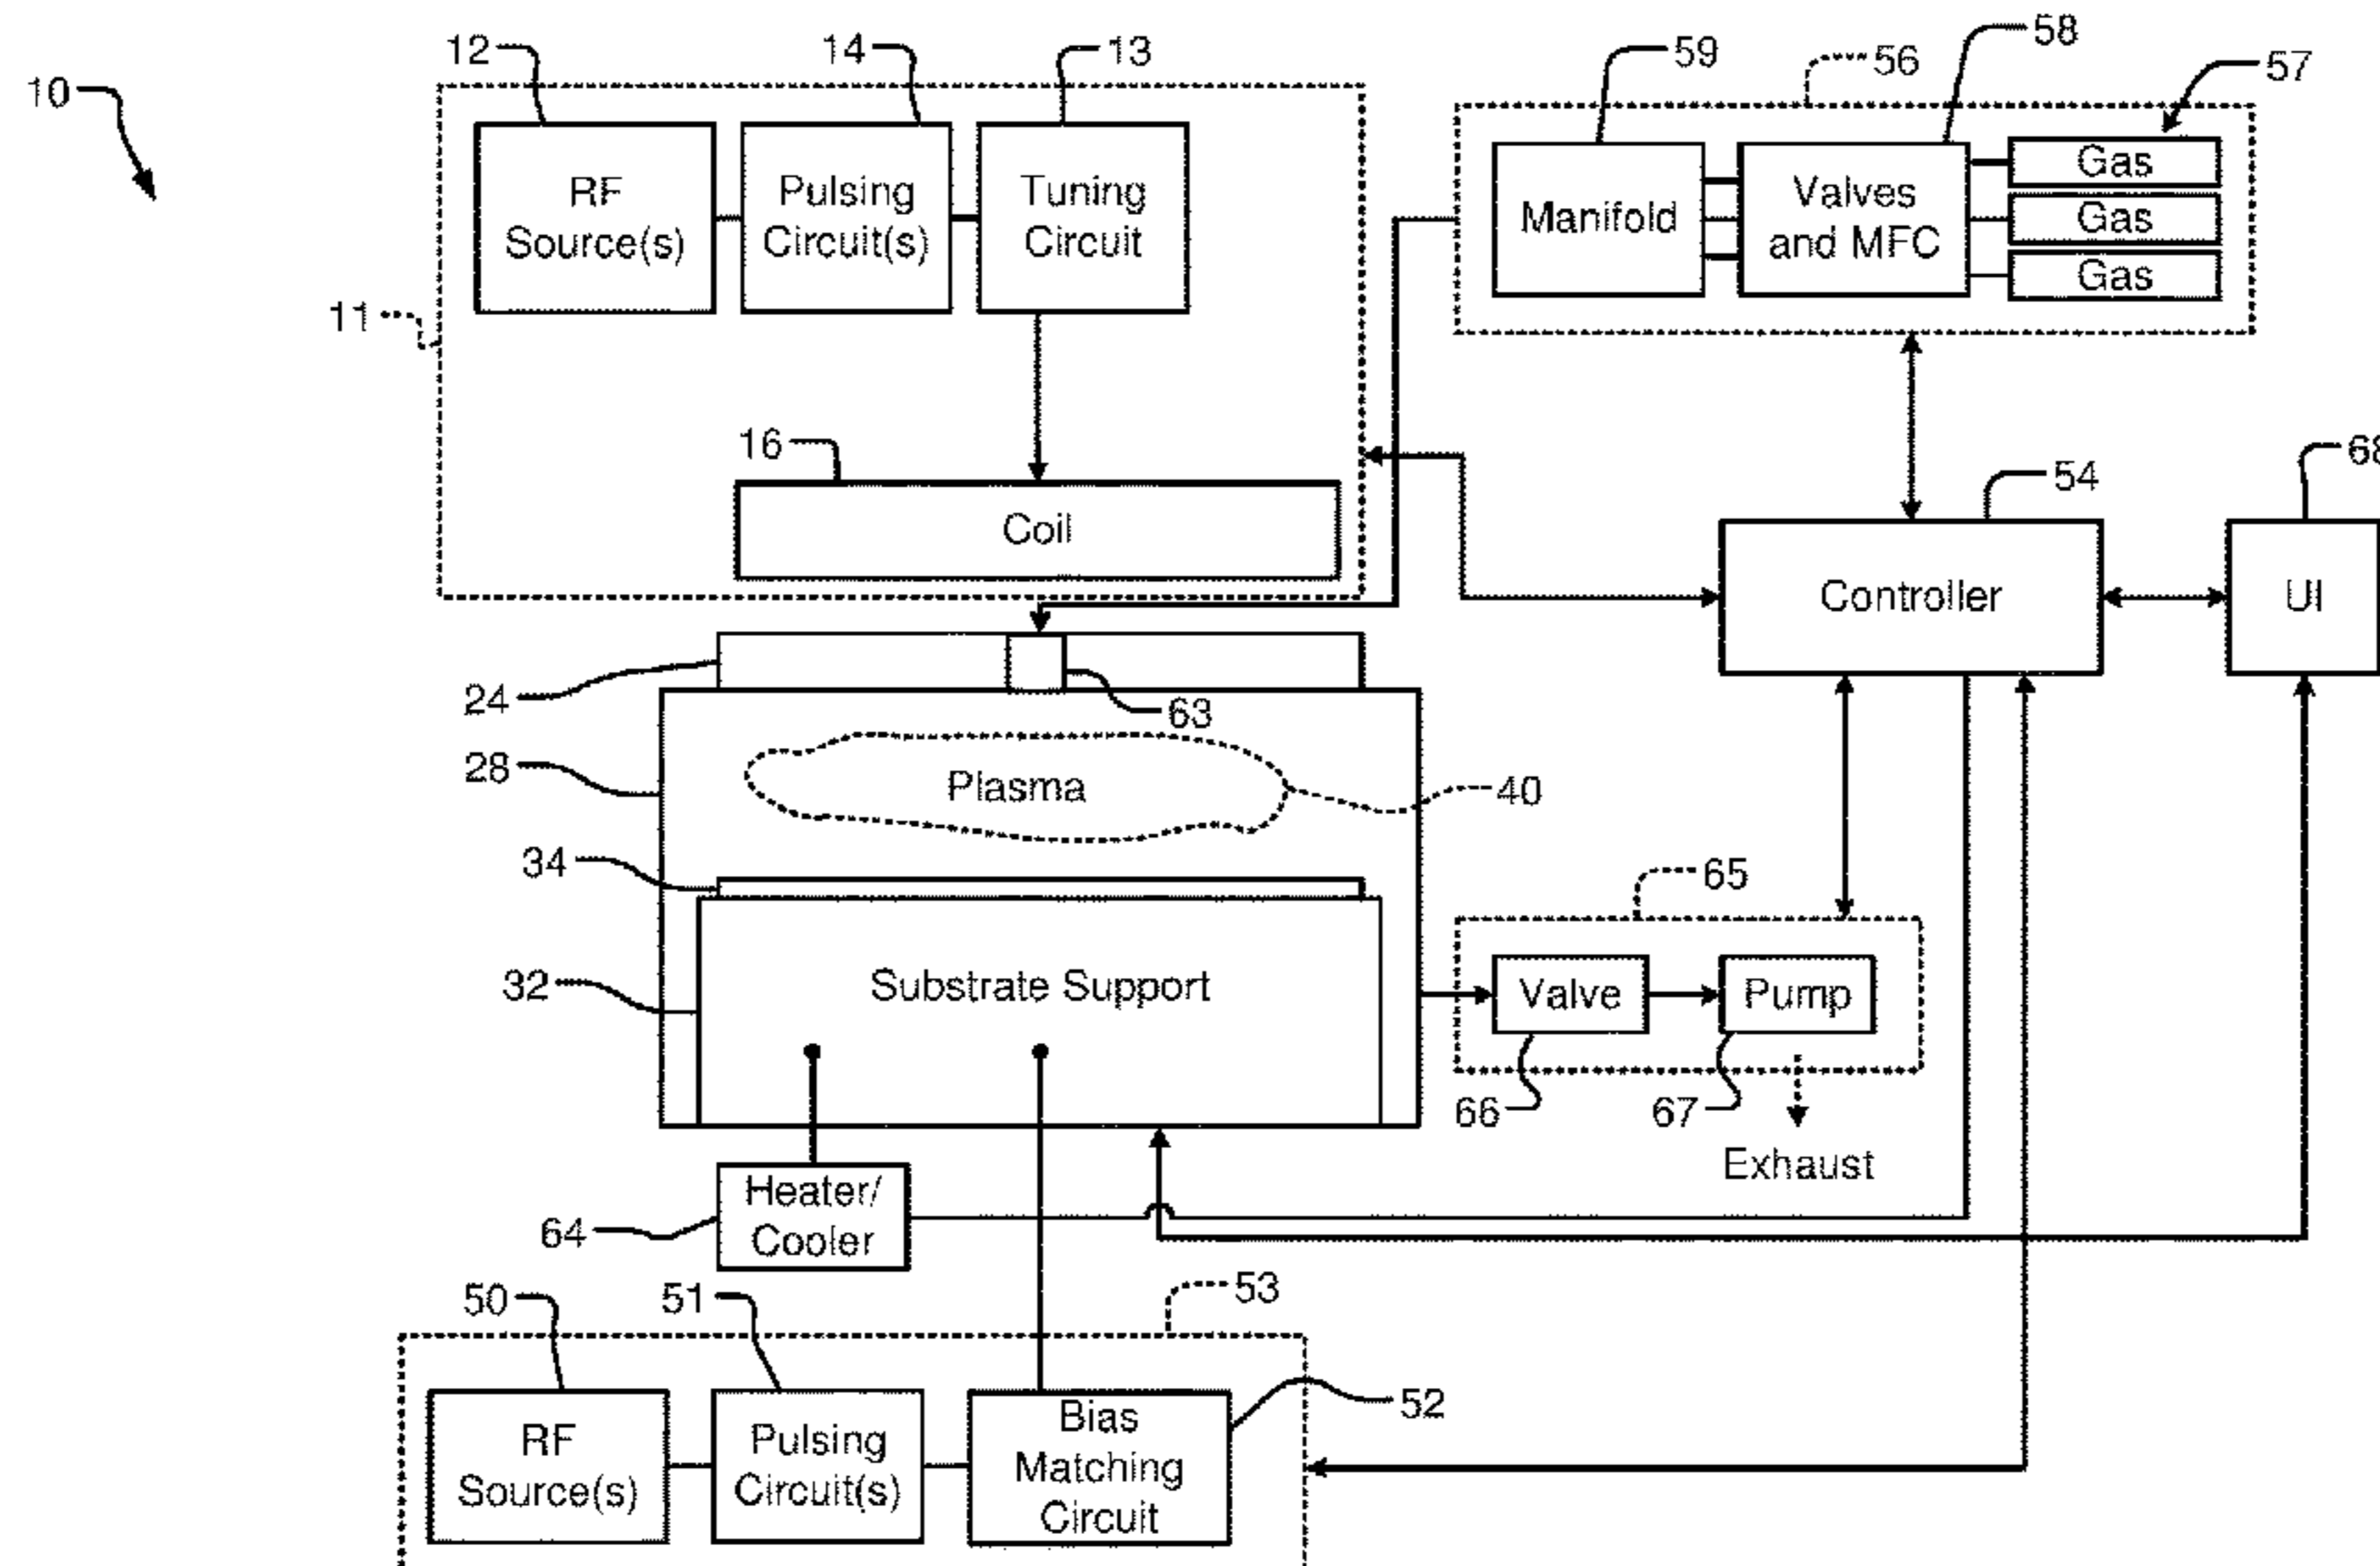 12
14
13
59
56
58
57
10
RF
Source(s)
Pulsing
Circuit(s)
Tuning
Circuit
Manifold
Valves
and MFC
Gas
Gas
Gas
11
16
Coil
54
68
Controller
UI
24
63
28
Plasma
40
34
65
32
Substrate Support
Valve
Pump
66
67
Exhaust
Heater/
Cooler
64
50
51
53
RF
Source(s)
Pulsing
Circuit(s)
Bias
Matching
Circuit
52